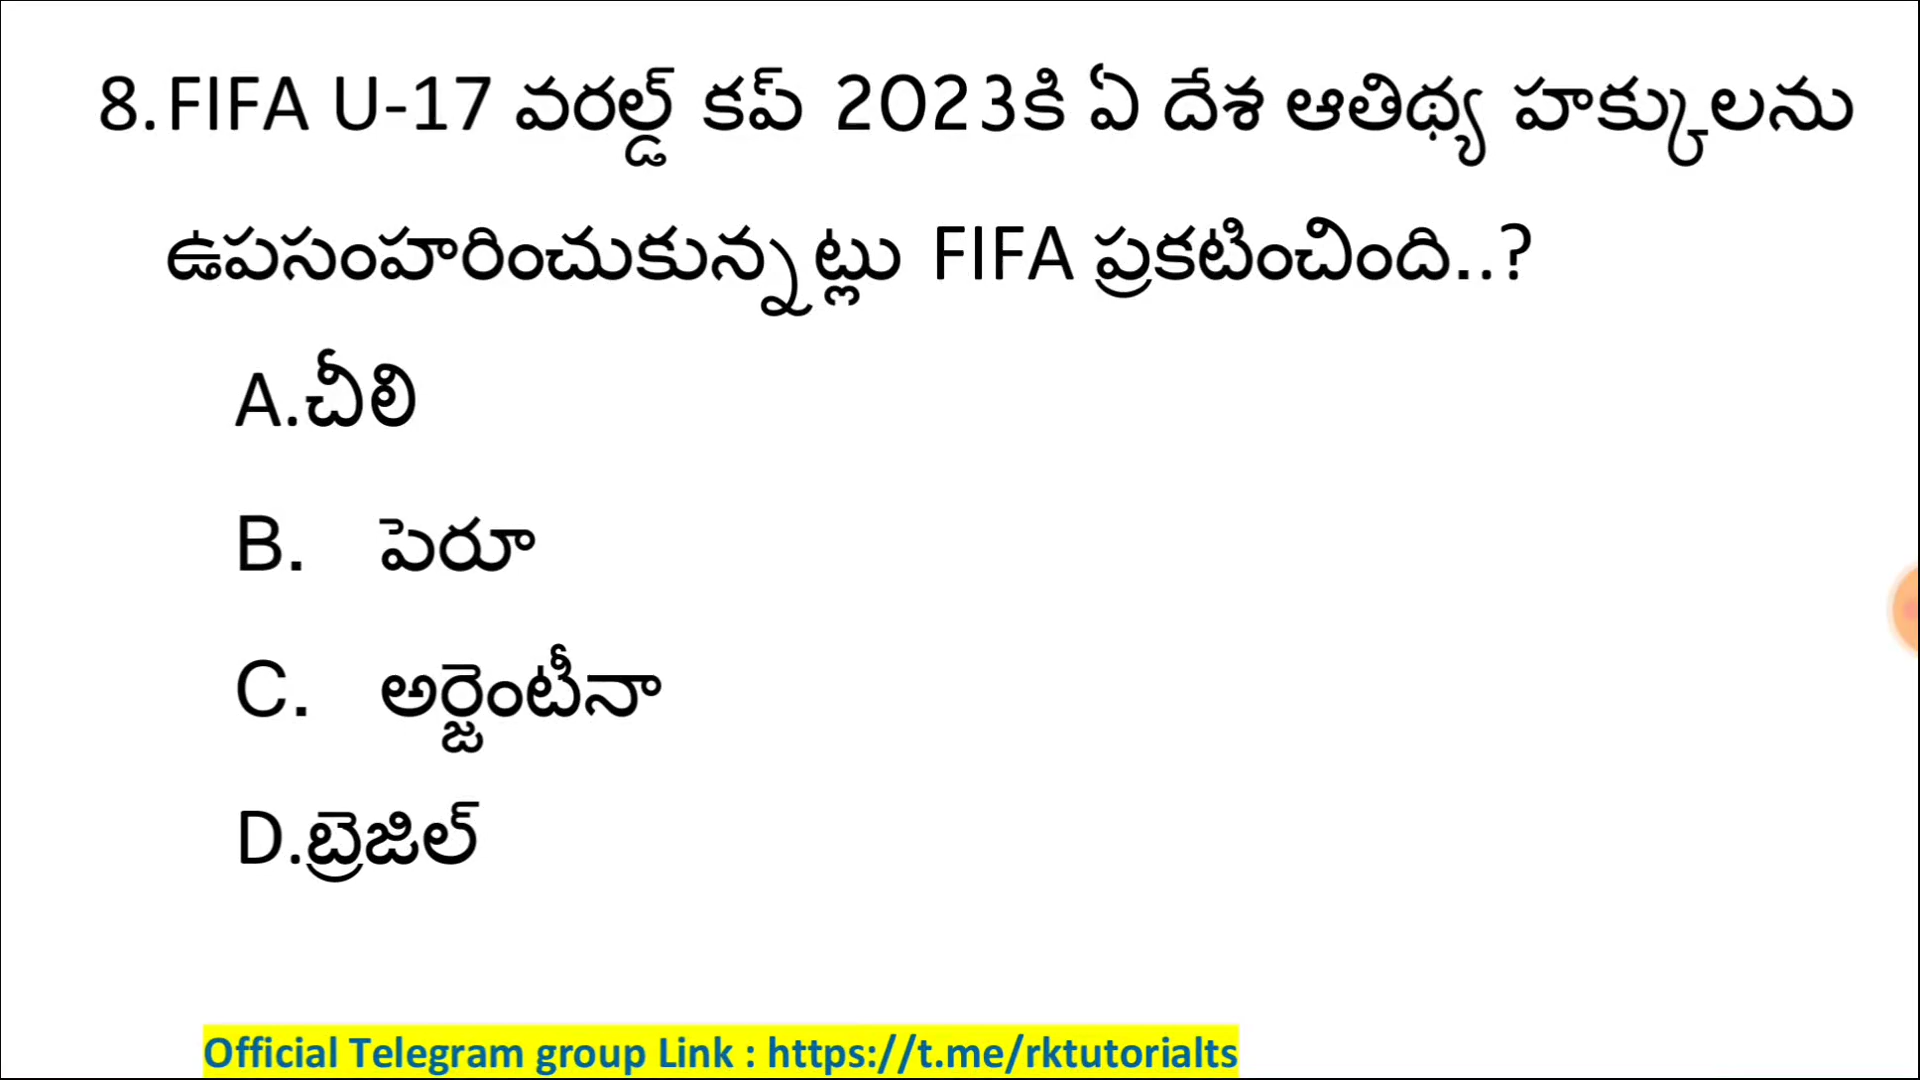 8. FIFA U-17 వరల్డ్ కప్ 2023కి ఏ దేశ ఆతిథ్య హక్కులను
ఉపసంహరించుకున్నట్లు FIFA ప్రకటించింది..?
A.చీలి
B. పెరూ
C. అర్జెంటీనా
D.బ్రెజిల్
Official Telegram group Link : https://t.me/rktutorialts